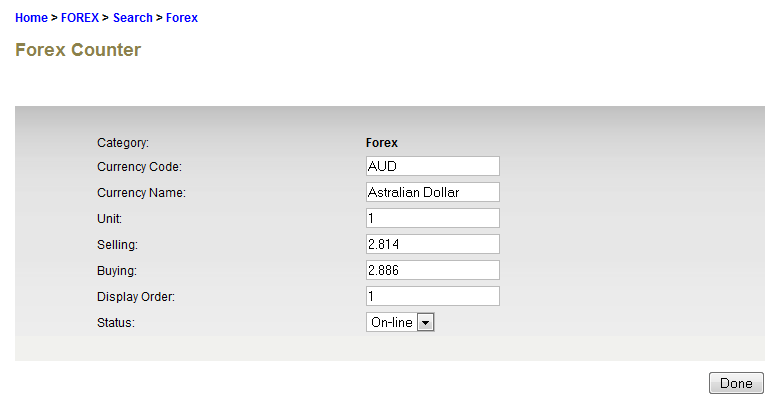 Home > FOREX > Search > Forex
Forex Counter
Category: Forex
Currency Code: AUD
Currency Name: Astralian Dollar
Unit: 1
Selling: 2.814
Buying: 2.886
Display Order: 1
Status: On-line
Done